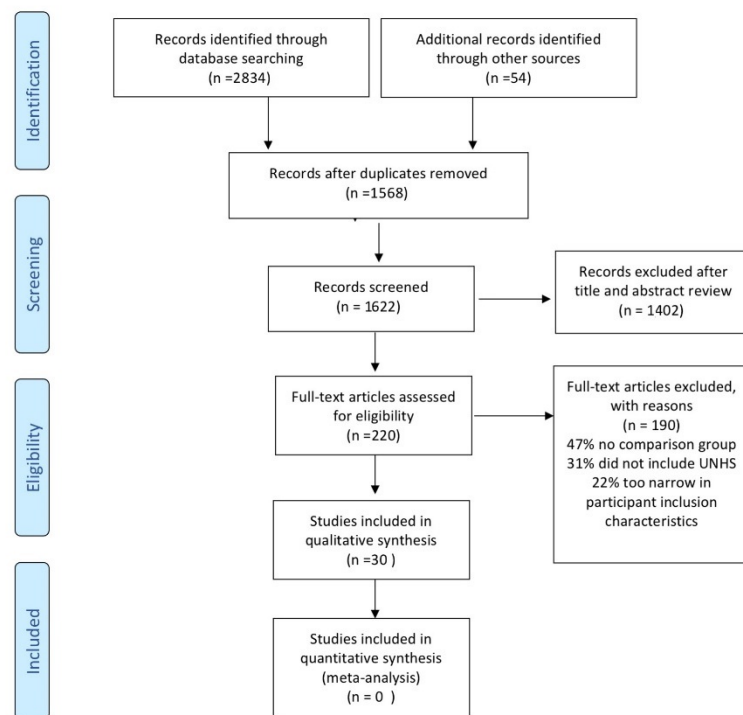 Identification
Records identified through
database searching
(n =2834)
Additional records identified
through other sources
(n =54)
Records after duplicates removed
(n =1568)
Screening
Records screened
(n = 1622)
Records excluded after
title and abstract review
(n = 1402)
Eligibility
Full-text articles assessed
for eligibility
(n =220)
Full-text articles excluded,
with reasons
(n = 190)
47% no comparison group
31% did not include UNHS
22% too narrow in
participant inclusion
characteristics
Studies included in
qualitative synthesis
(n =30 )
Included
Studies included in
quantitative synthesis
(meta-analysis)
(n = 0 )